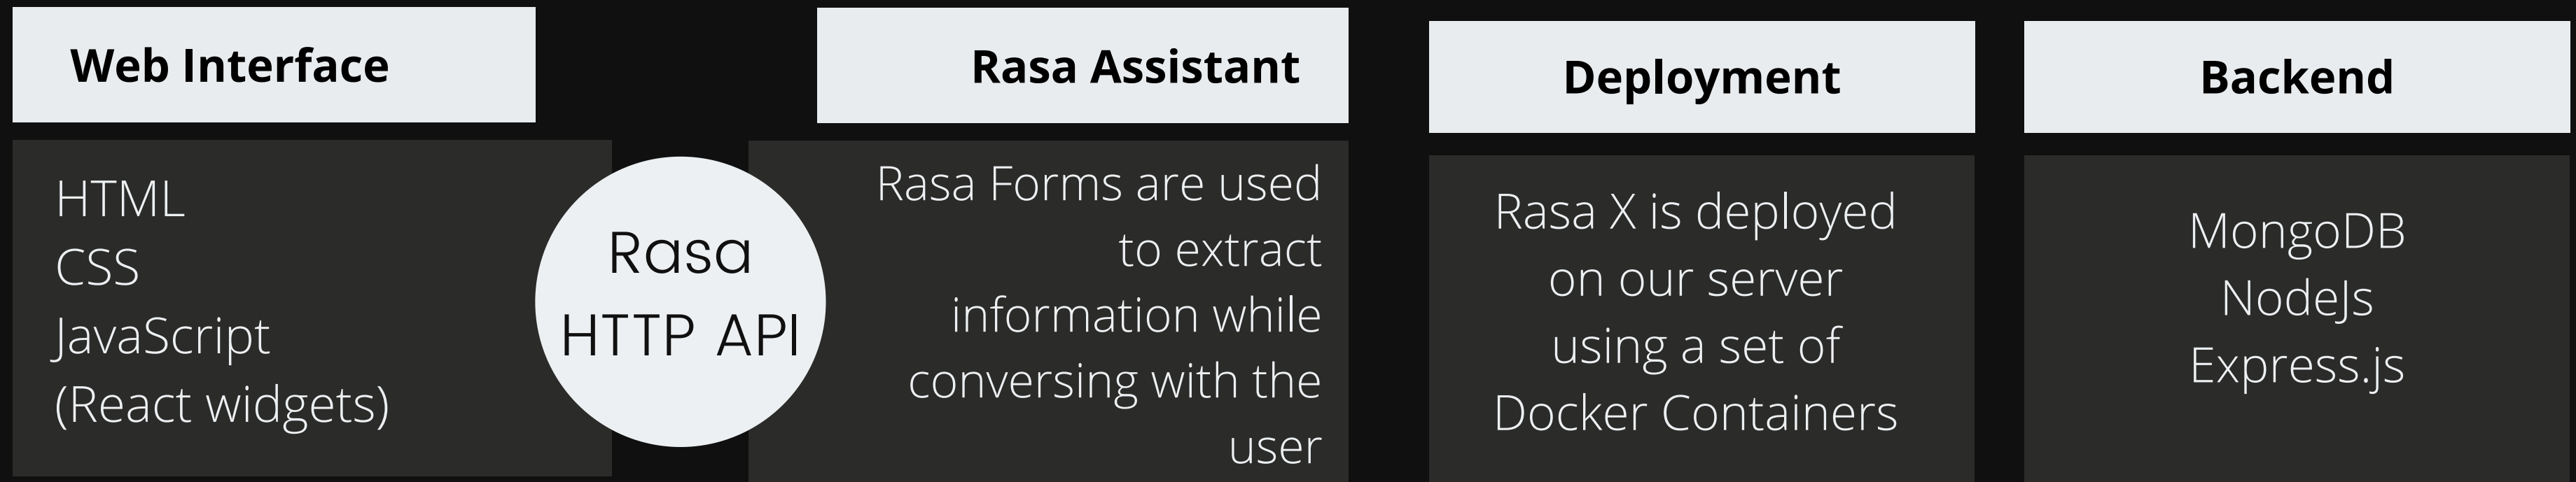 Web Interface
HTML
CSS
JavaScript
(React widgets)
Rasa
HTTP API
Rasa Assistant
Rasa Forms are used
to extract
information while
conversing with the
user
Deployment
Rasa X is deployed
on our server
using a set of
Docker Containers
Backend
MongoDB
NodeJs
Express.js